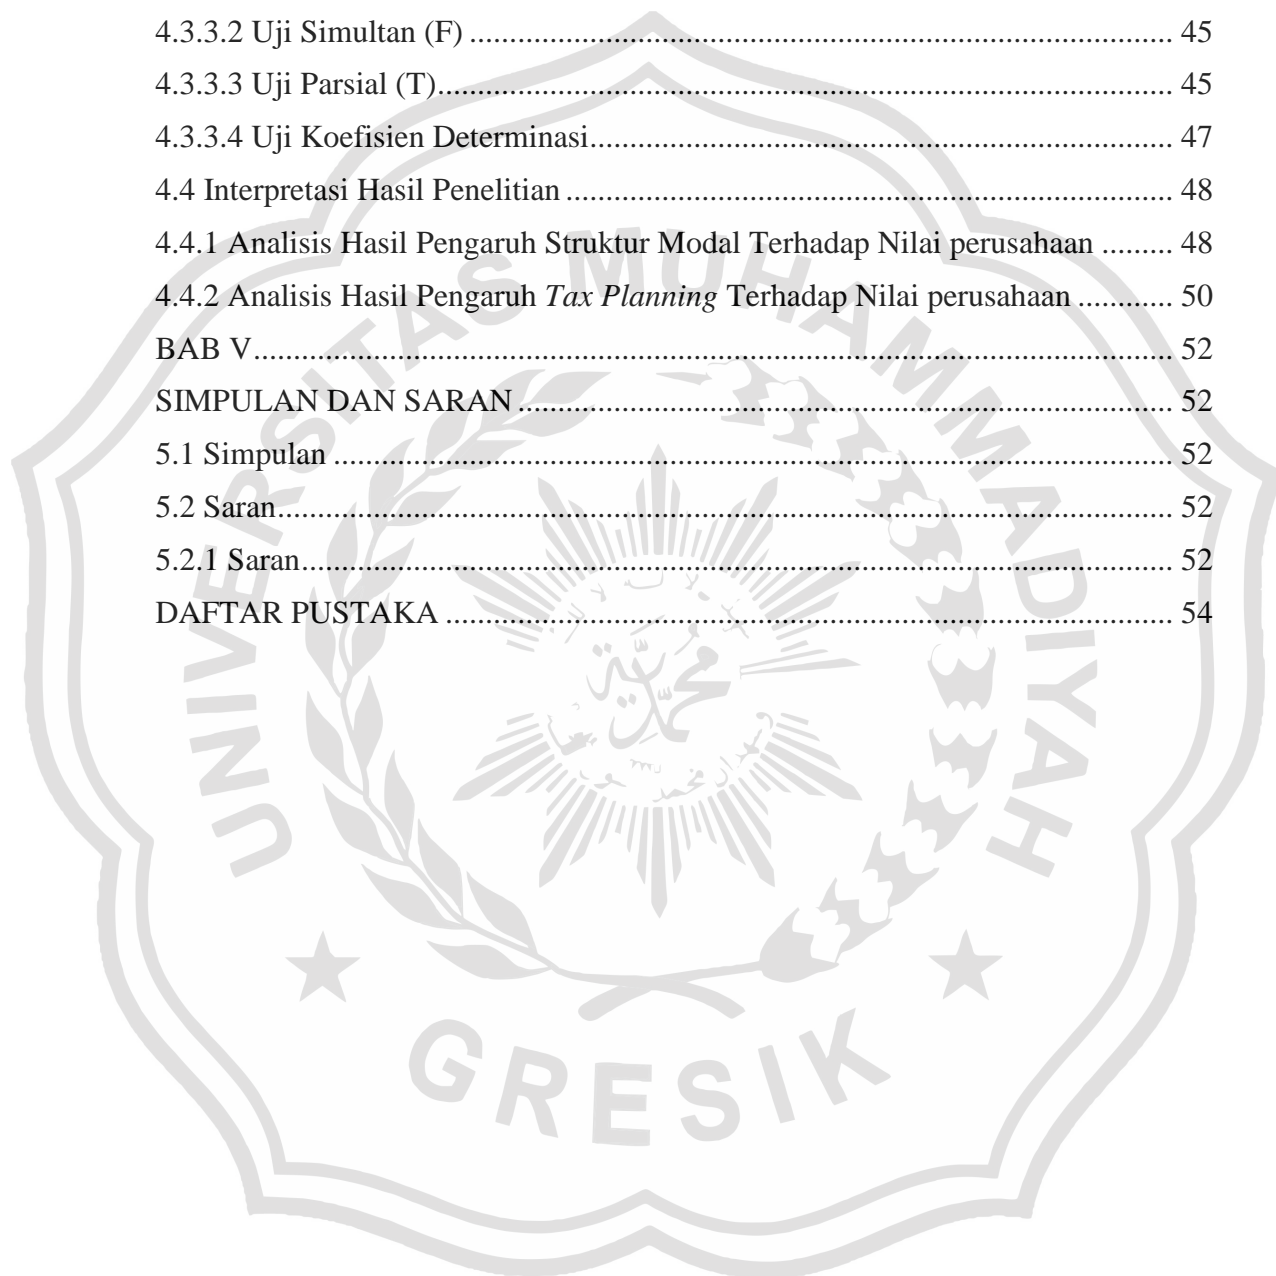 4.3.3.2 Uji Simultan (F) ........ 45
4.3.3.3 Uji Parsial (T) ........ 45
4.3.3.4 Uji Koefisien Determinasi ........ 47
4.4 Interpretasi Hasil Penelitian ........ 48
4.4.1 Analisis Hasil Pengaruh Struktur Modal Terhadap Nilai perusahaan ........ 48
4.4.2 Analisis Hasil Pengaruh Tax Planning Terhadap Nilai perusahaan ........ 50
BAB V ........ 52
SIMPULAN DAN SARAN ........ 52
5.1 Simpulan ........ 52
5.2 Saran ........ 52
5.2.1 Saran ........ 52
DAFTAR PUSTAKA ........ 54
UNIVERSITAS MUHAMMADIYAH
GRESIK